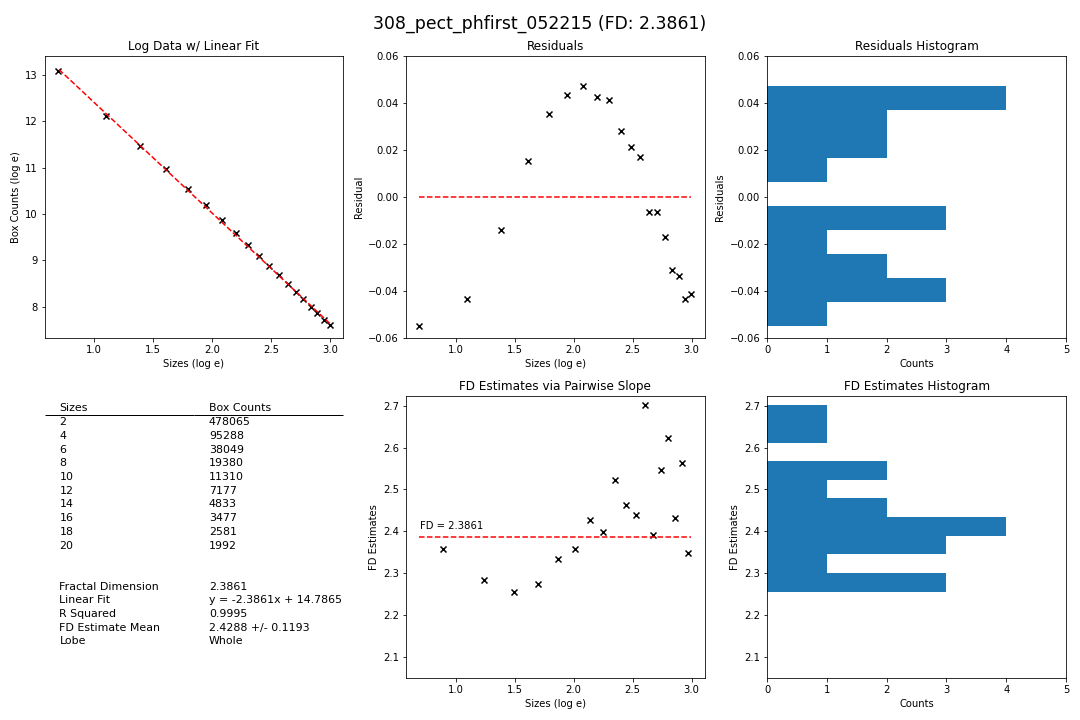 308_pect_phfirst_052215 (FD: 2.3861)
Log Data w/ Linear Fit
Box Counts (log e)
13
12
11
10
9
8
1.0 1.5 2.0 2.5 3.0
Sizes (log e)
Residuals
Residual
0.06
0.04
0.02
0.00
−0.02
−0.04
−0.06
1.0 1.5 2.0 2.5 3.0
Sizes (log e)
Residuals Histogram
Residuals
0.06
0.04
0.02
0.00
−0.02
−0.04
−0.06
0 1 2 3 4 5
Counts
Sizes Box Counts
2 478065
4 95288
6 38049
8 19380
10 11310
12 7177
14 4833
16 3477
18 2581
20 1992
Fractal Dimension 2.3861
Linear Fit y = -2.3861x + 14.7865
R Squared 0.9995
FD Estimate Mean 2.4288 +/- 0.1193
Lobe Whole
FD Estimates via Pairwise Slope
FD Estimates
2.7
2.6
2.5
2.4
2.3
2.2
2.1
FD = 2.3861
1.0 1.5 2.0 2.5 3.0
Sizes (log e)
FD Estimates Histogram
FD Estimates
2.7
2.6
2.5
2.4
2.3
2.2
2.1
0 1 2 3 4 5
Counts